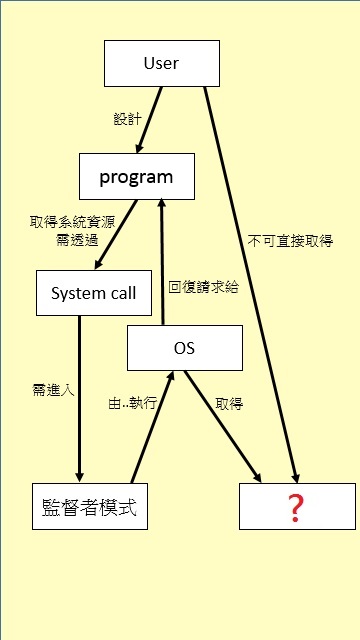 User
設計
program
取得系統資源
需透過
不可直接取得
System call
回復請求給
OS
需進入
由..執行
取得
監督者模式
?